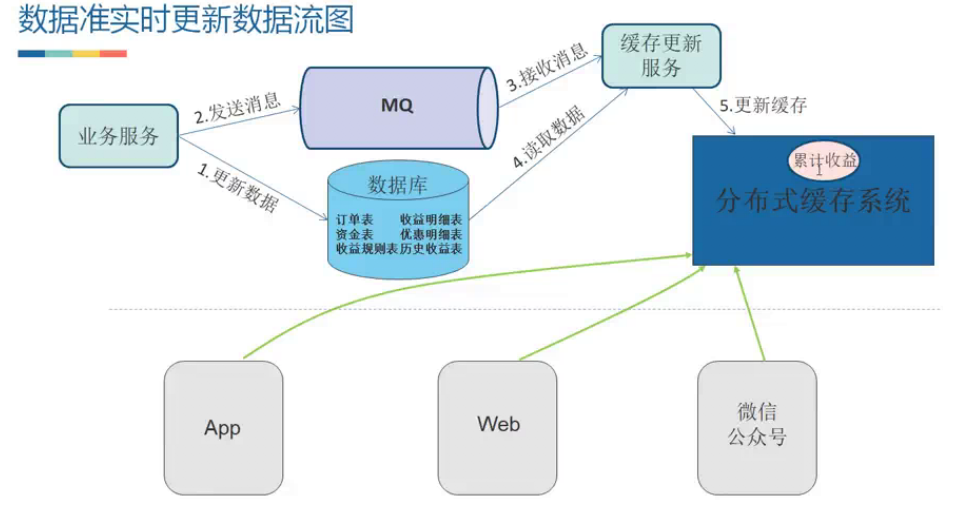 数据准实时更新数据流图
缓存更新
服务
3.接收消息
2.发送消息
MQ
5.更新缓存
业务服务
4.读取数据
累计收益
1.更新数据
数据库
分布式缓存系统
订单表 收益明细表
资金表 优惠明细表
收益规则表 历史收益表
App
Web
微信
公众号